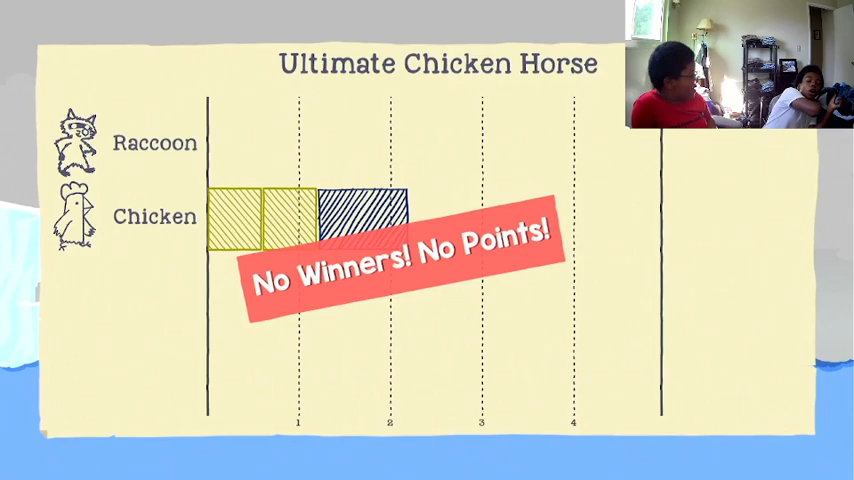 Ultimate Chicken Horse
Raccoon
Chicken
No Winners! No Points!
1 2 3 4